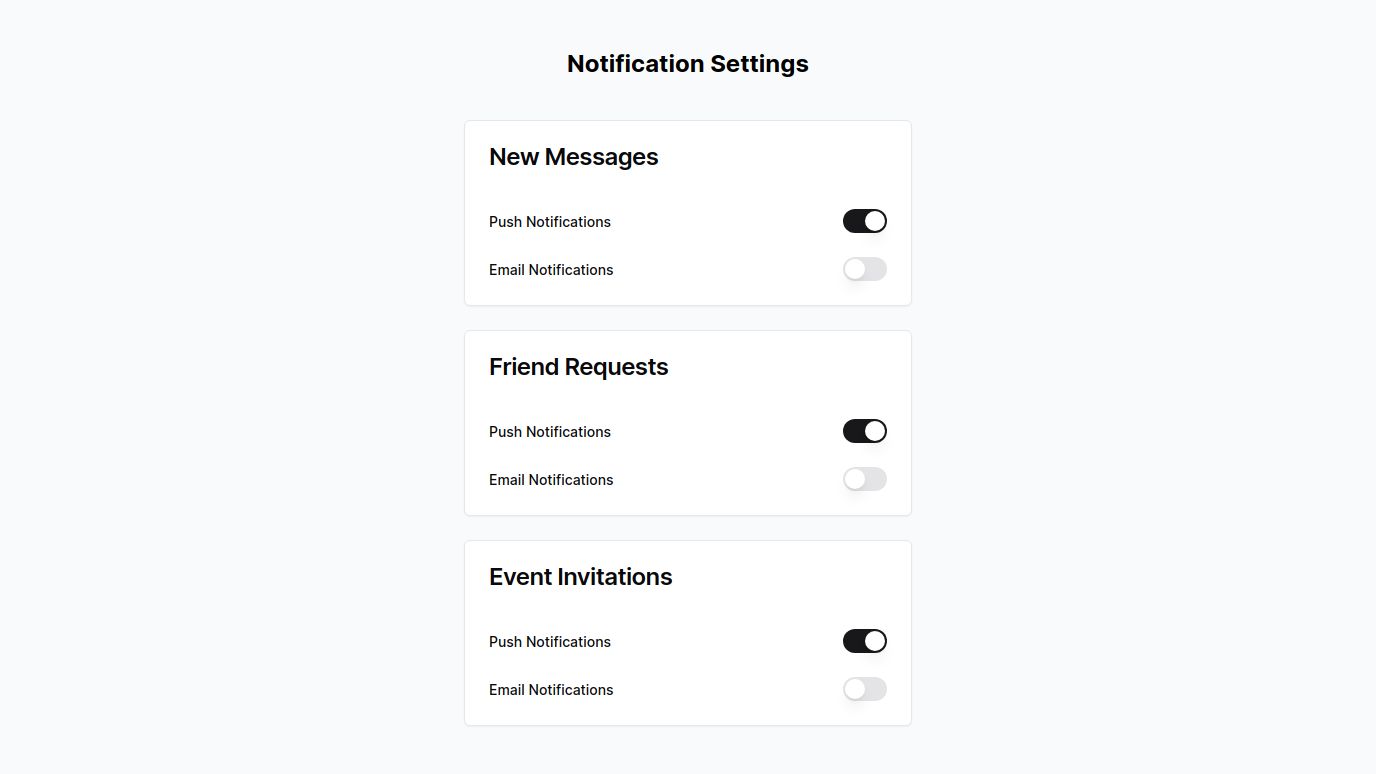 Notification Settings
New Messages
Push Notifications
Email Notifications
Friend Requests
Push Notifications
Email Notifications
Event Invitations
Push Notifications
Email Notifications